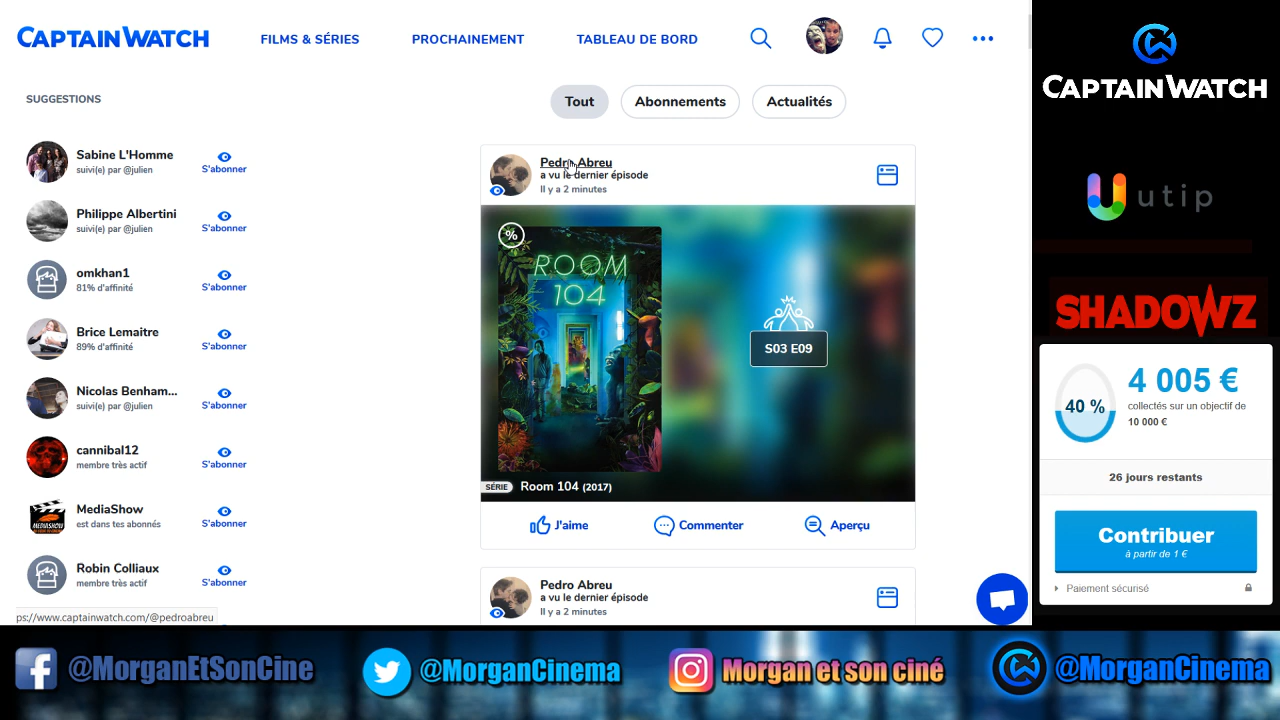 CAPTAINWATCH
FILMS & SÉRIES
PROCHAINEMENT
TABLEAU DE BORD
SUGGESTIONS
Sabine L'Homme
suivi(e) par @julien
S'abonner
Philippe Albertini
suivi(e) par @julien
S'abonner
omkhan1
81% d'affinité
S'abonner
Brice Lemaitre
89% d'affinité
S'abonner
Nicolas Benham...
suivi(e) par @julien
S'abonner
cannibal12
membre très actif
S'abonner
MediaShow
est dans tes abonnés
S'abonner
Robin Colliaux
membre très actif
S'abonner
ps://www.captainwatch.com/@pedroabreu
Tout
Abonnements
Actualités
Pedro Abreu
a vu le dernier épisode
Il y a 2 minutes
%
ROOM
104
S03 E09
SÉRIE Room 104 (2017)
J'aime
Commenter
Aperçu
Pedro Abreu
a vu le dernier épisode
Il y a 2 minutes
CAPTAINWATCH
utip
SHADOWZ
40 %
4 005 €
collectés sur un objectif de
10 000 €
26 jours restants
Contribuer
à partir de 1 €
Paiement sécurisé
@MorganEtSonCine
@MorganCinema
Morgan et son ciné
@MorganCinema